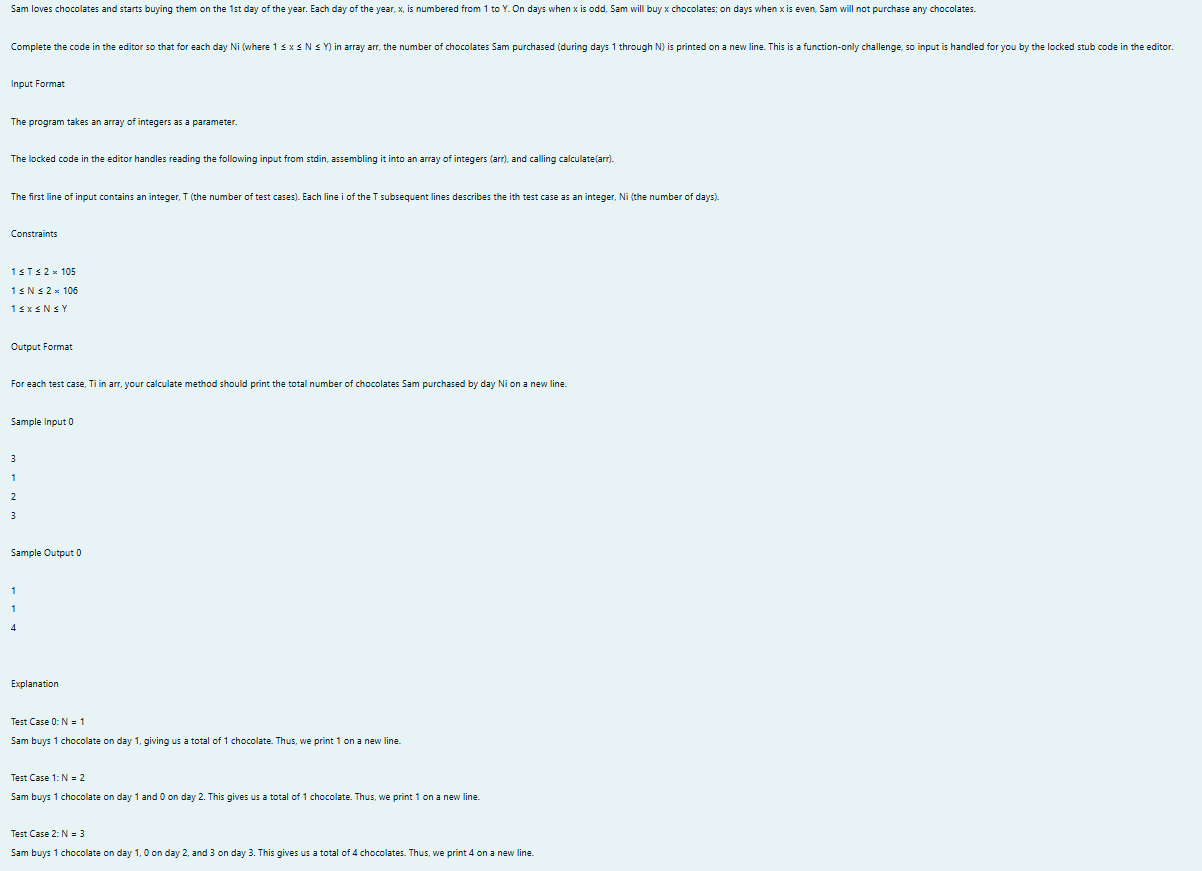 Sam loves chocolates and starts buying them on the 1st day of the year. Each day of the year, x, is numbered from 1 to Y. On days when x is odd, Sam will buy x chocolates; on days when x is even, Sam will not purchase any chocolates.
Complete the code in the editor so that for each day Ni (where 1 ≤ x ≤ N ≤ Y) in array arr, the number of chocolates Sam purchased (during days 1 through N) is printed on a new line. This is a function-only challenge, so input is handled for you by the locked stub code in the editor.
Input Format
The program takes an array of integers as a parameter.
The locked code in the editor handles reading the following input from stdin, assembling it into an array of integers (arr), and calling calculate(arr).
The first line of input contains an integer, T (the number of test cases). Each line i of the T subsequent lines describes the ith test case as an integer, Ni (the number of days).
Constraints
1 ≤ T ≤ 2 × 105
1 ≤ N ≤ 2 × 106
1 ≤ x ≤ N ≤ Y
Output Format
For each test case, Ti in arr, your calculate method should print the total number of chocolates Sam purchased by day Ni on a new line.
Sample Input 0
3
1
2
3
Sample Output 0
1
1
4
Explanation
Test Case 0: N = 1
Sam buys 1 chocolate on day 1, giving us a total of 1 chocolate. Thus, we print 1 on a new line.
Test Case 1: N = 2
Sam buys 1 chocolate on day 1 and 0 on day 2. This gives us a total of 1 chocolate. Thus, we print 1 on a new line.
Test Case 2: N = 3
Sam buys 1 chocolate on day 1, 0 on day 2, and 3 on day 3. This gives us a total of 4 chocolates. Thus, we print 4 on a new line.